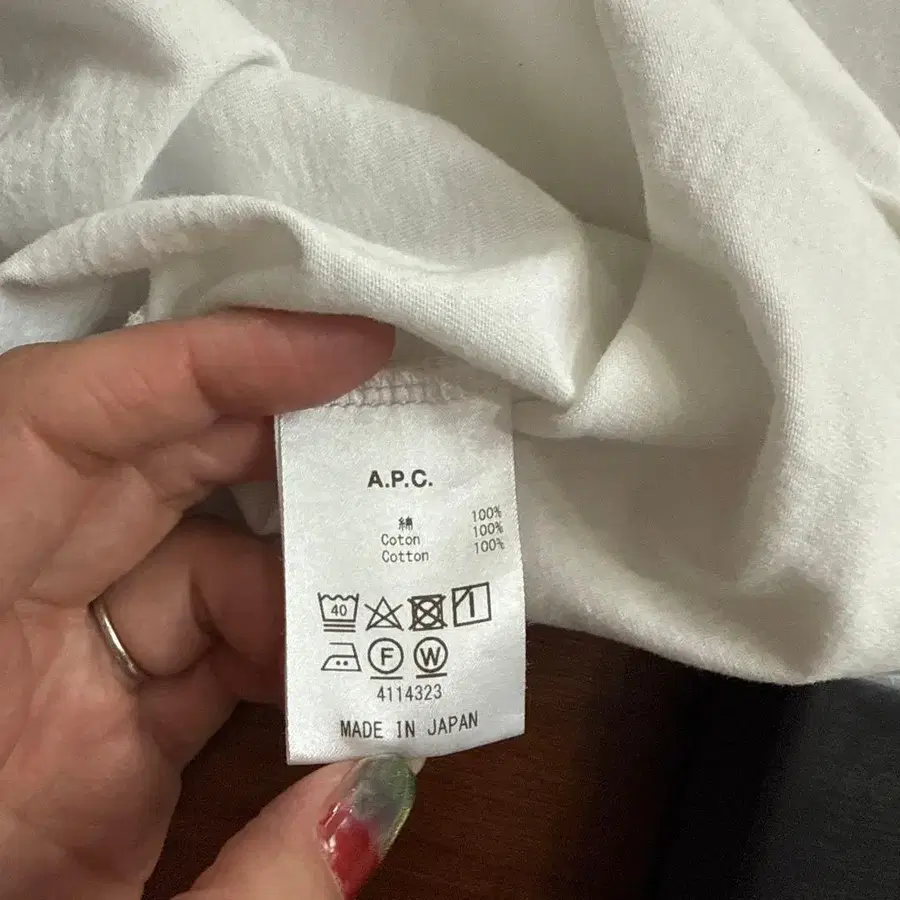 A.P.C.
綿 100%
Coton 100%
Cotton 100%
40
F W
4114323
MADE IN JAPAN